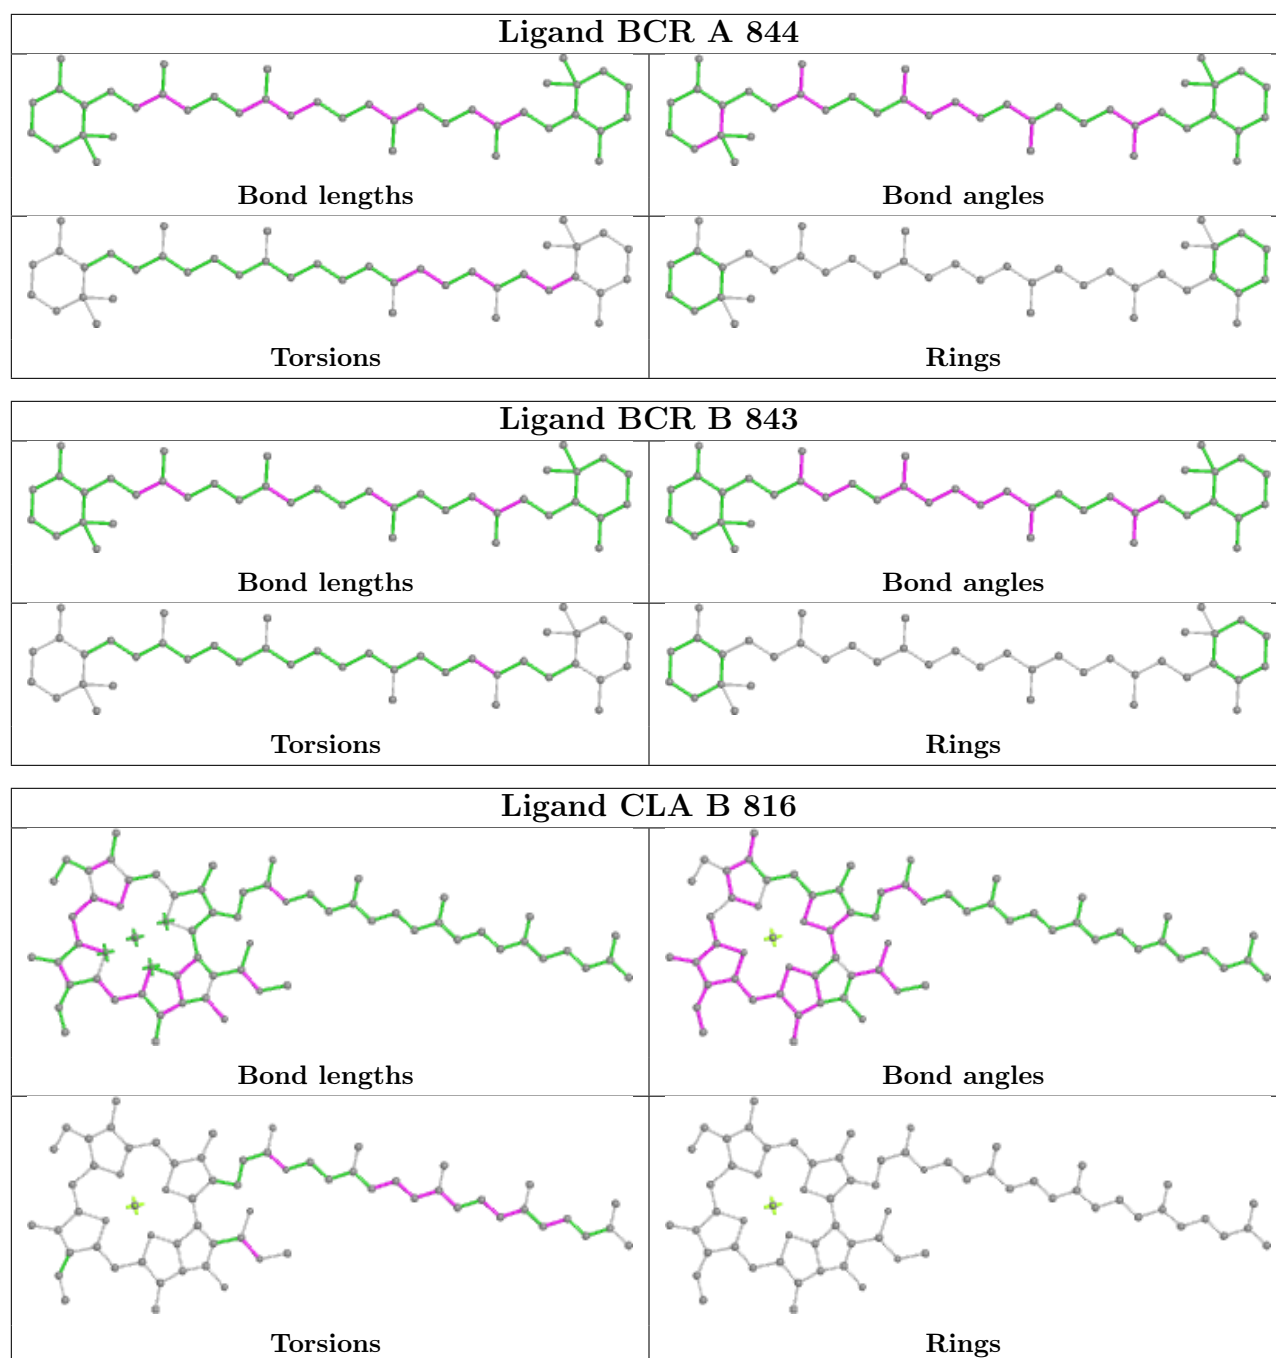 Ligand BCR A 844
Bond lengths
Bond angles
Torsions
Rings
Ligand BCR B 843
Bond lengths
Bond angles
Torsions
Rings
Ligand CLA B 816
Bond lengths
Bond angles
Torsions
Rings